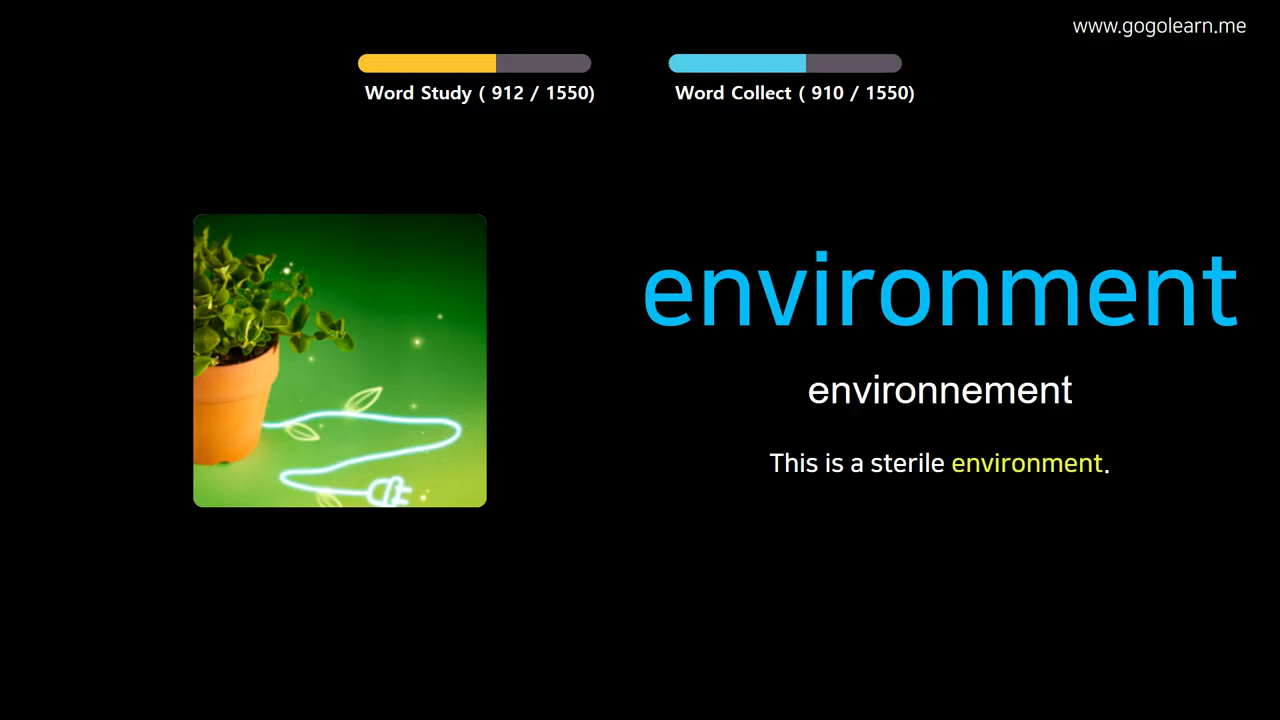 www.gogolearn.me
Word Study ( 912 / 1550)
Word Collect ( 910 / 1550)
environment
environnement
This is a sterile environment.